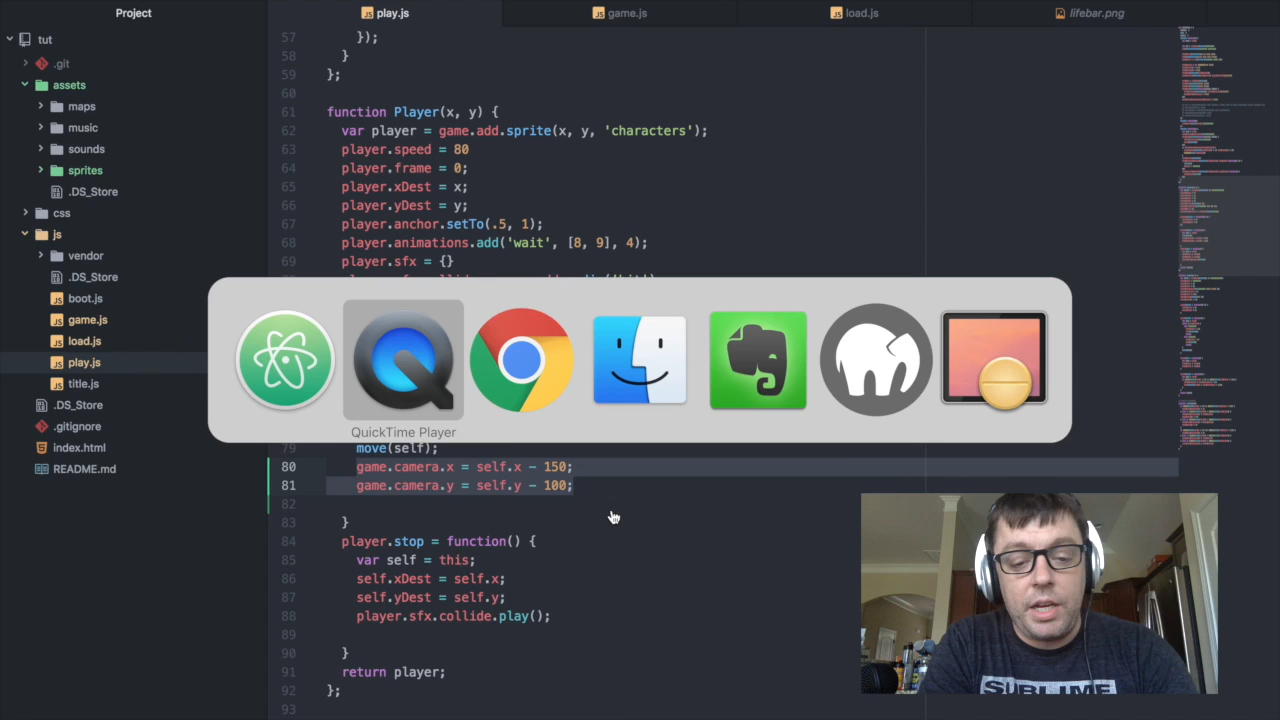 Project
play.js
game.js
load.js
lifebar.png
tut
.git
assets
maps
music
sounds
sprites
.DS_Store
css
js
vendor
.DS_Store
boot.js
game.js
load.js
play.js
title.js
.DS_Store
.gitignore
index.html
README.md
57 });
58 }
59 };
60
61 function Player(x, y) {
62 var player = game.add.sprite(x, y, 'characters');
63 player.speed = 80
64 player.frame = 0;
65 player.xDest = x;
66 player.yDest = y;
67 player.anchor.setTo(.5, 1);
68 player.animations.add('wait', [8, 9], 4);
69 player.sfx = {}
QuickTime Player
79 move(self);
80 game.camera.x = self.x - 150;
81 game.camera.y = self.y - 100;
82
83 }
84 player.stop = function() {
85 var self = this;
86 self.xDest = self.x;
87 self.yDest = self.y;
88 player.sfx.collide.play();
89
90 }
91 return player;
92 };
93
SUBLIME